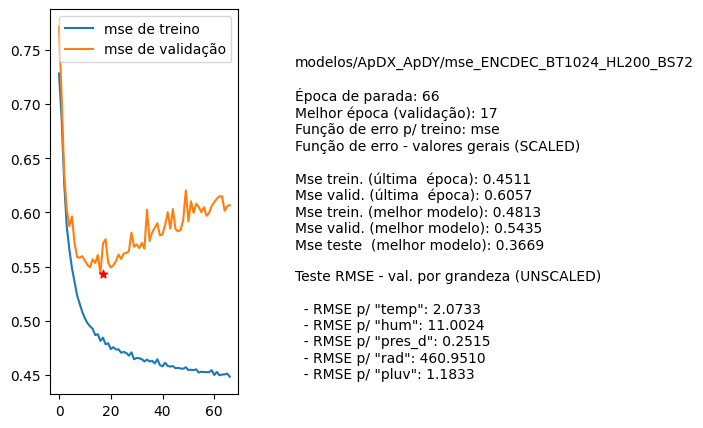 mse de treino
mse de validação
0.75
0.70
0.65
0.60
0.55
0.50
0.45
0 20 40 60
modelos/ApDX_ApDY/mse_ENCDEC_BT1024_HL200_BS72
Época de parada: 66
Melhor época (validação): 17
Função de erro p/ treino: mse
Função de erro - valores gerais (SCALED)
Mse trein. (última  época): 0.4511
Mse valid. (última  época): 0.6057
Mse trein. (melhor modelo): 0.4813
Mse valid. (melhor modelo): 0.5435
Mse teste  (melhor modelo): 0.3669
Teste RMSE - val. por grandeza (UNSCALED)
- RMSE p/ "temp": 2.0733
- RMSE p/ "hum": 11.0024
- RMSE p/ "pres_d": 0.2515
- RMSE p/ "rad": 460.9510
- RMSE p/ "pluv": 1.1833